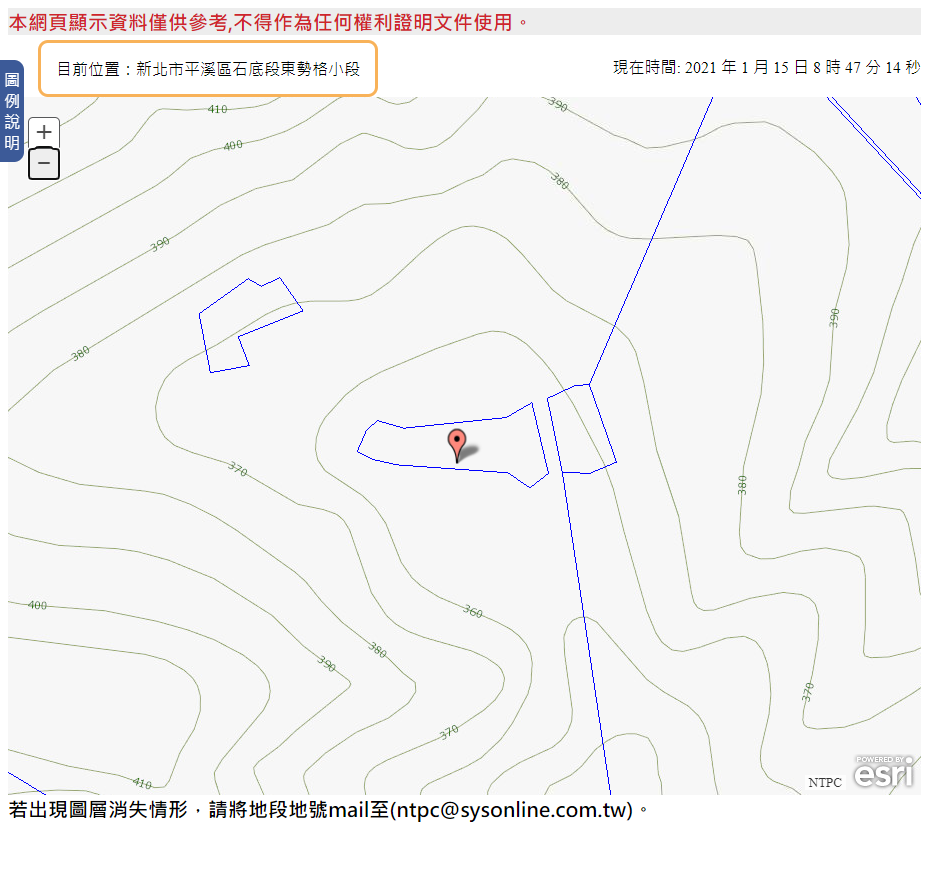 本網頁顯示資料僅供參考,不得作為任何權利證明文件使用。
目前位置：新北市平溪區石底段東勢格小段
現在時間: 2021 年 1 月 15 日 8 時 47 分 14 秒
圖例說明
+
−
410
390
400
380
390
390
380
370
380
400
360
380
390
370
370
410
POWERED BY
esri
NTPC
若出現圖層消失情形，請將地段地號mail至(ntpc@sysonline.com.tw)。